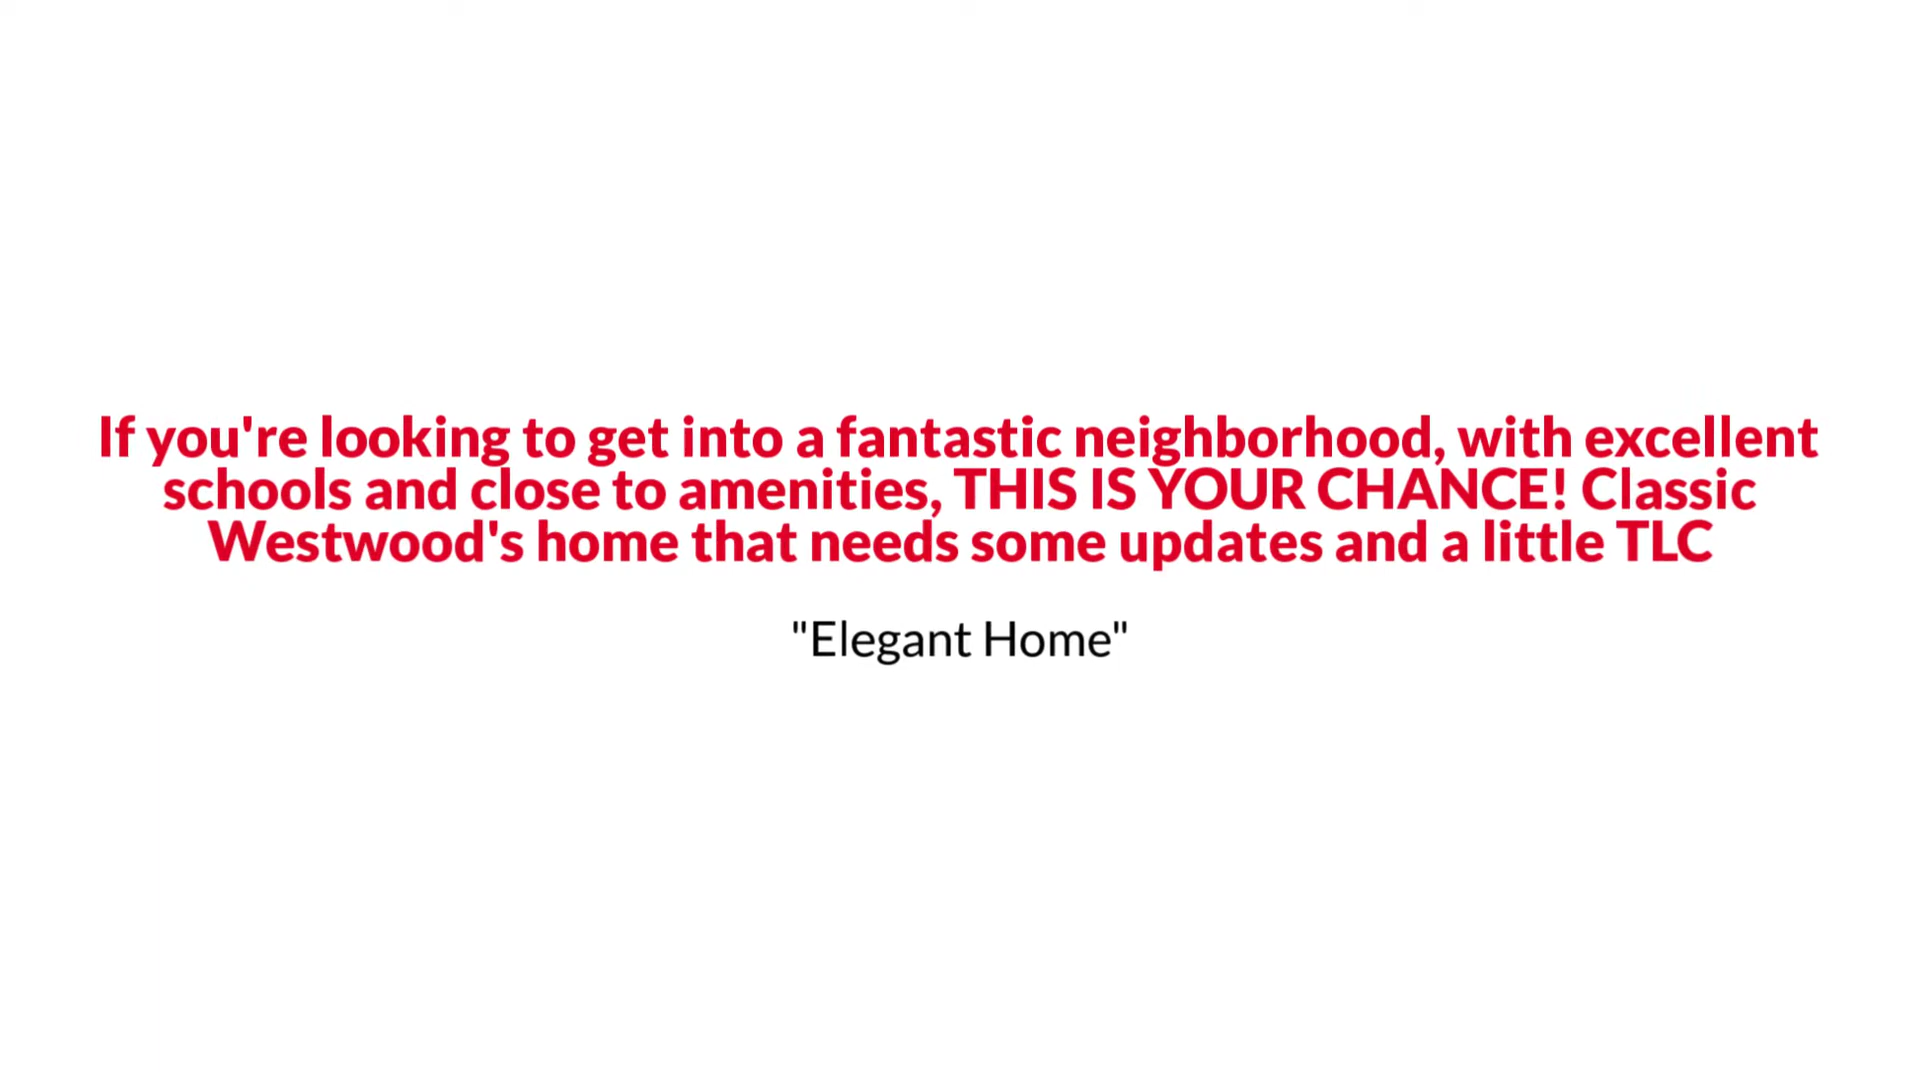 If you're looking to get into a fantastic neighborhood, with excellent
schools and close to amenities, THIS IS YOUR CHANCE! Classic
Westwood's home that needs some updates and a little TLC
"Elegant Home"